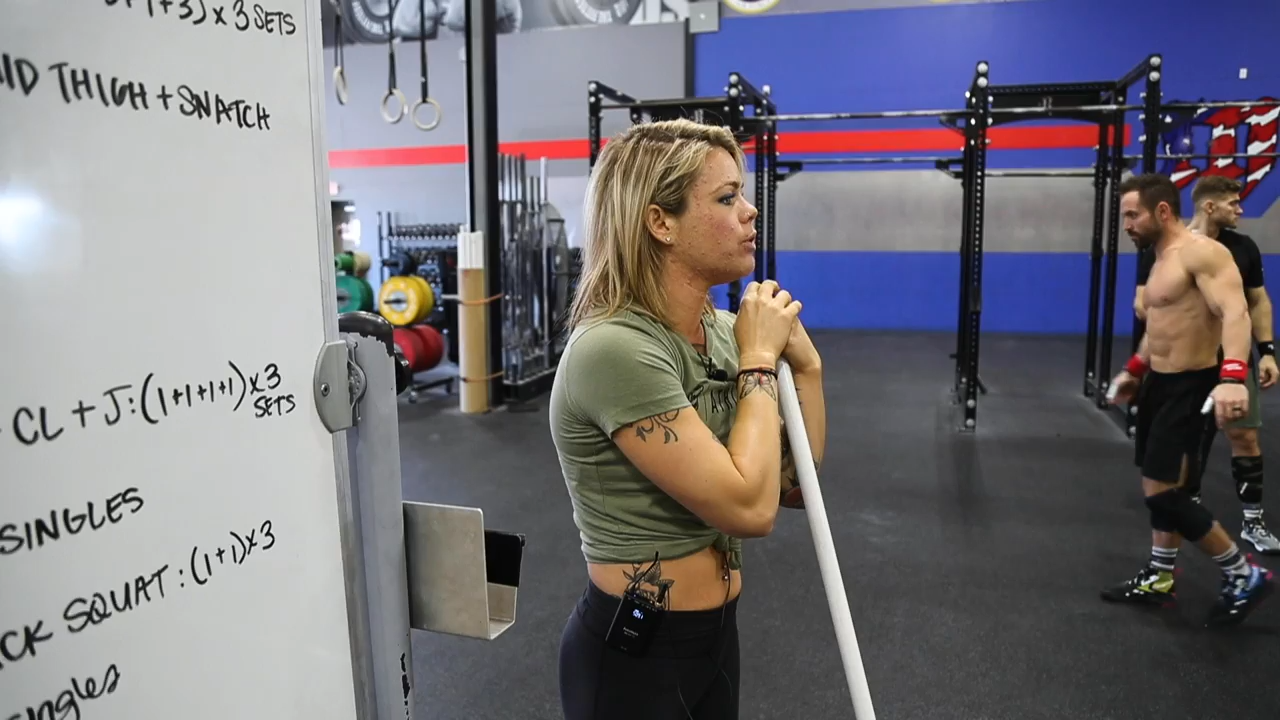 +3) x 3 SETS
ID THIGH + SNATCH
CL + J: (1+1+1+1) x 3
SETS
SINGLES
CK SQUAT: (1+1) x 3
singles